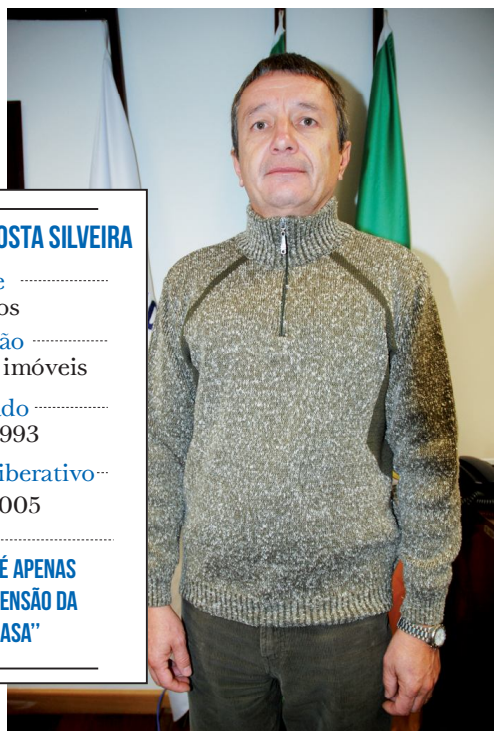 OSTA SILVEIRA
e
os
ão
imóveis
do
993
iberativo
005
É APENAS
ENSÃO DA
ASA”